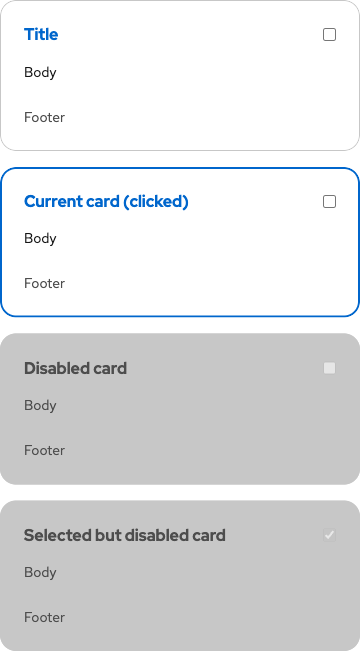 Title
Body
Footer
Current card (clicked)
Body
Footer
Disabled card
Body
Footer
Selected but disabled card
Body
Footer